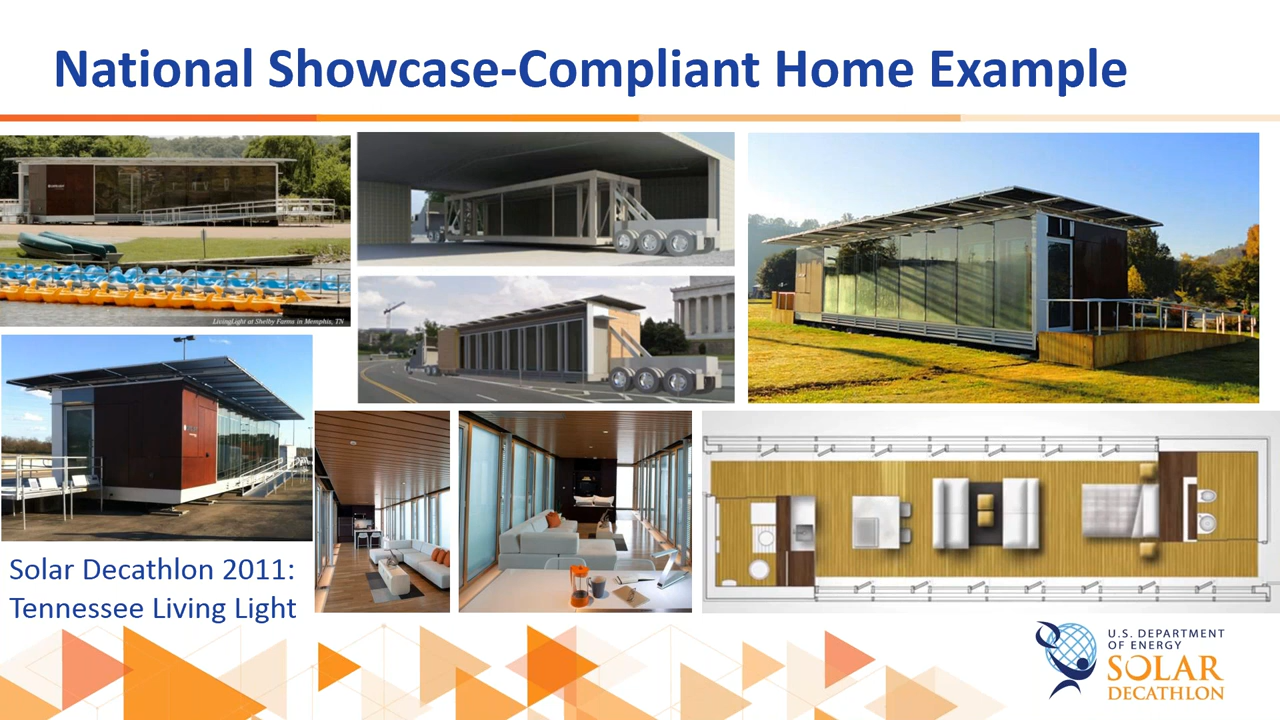 National Showcase-Compliant Home Example
LivingLight at Shelby Farms in Memphis, TN
Solar Decathlon 2011:
Tennessee Living Light
U.S. DEPARTMENT
OF ENERGY
SOLAR
DECATHLON